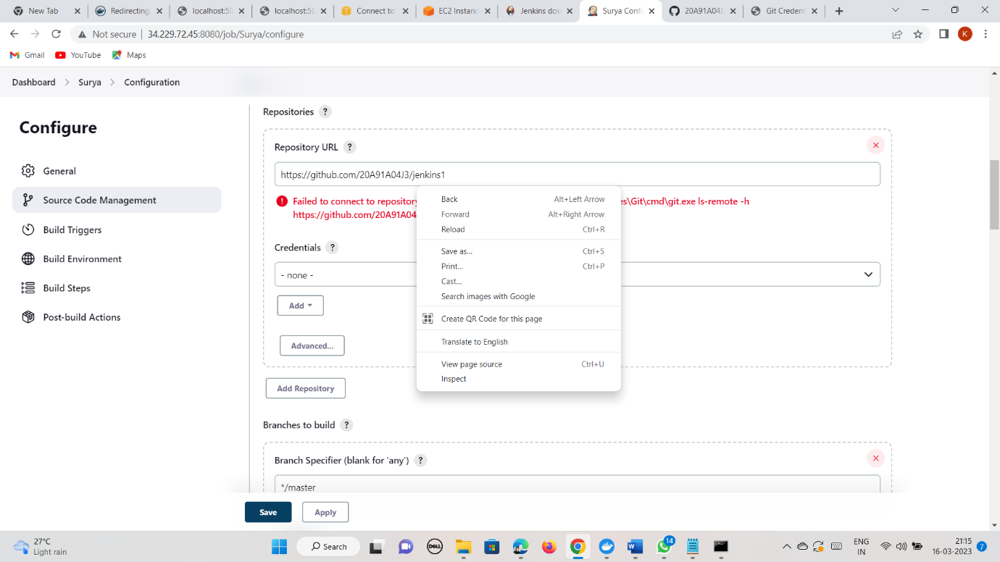 New Tab
Redirecting
localhost:50
localhost:50
Connect to
EC2 Instanc
Jenkins dow
Surya Confi
20A91A04J
Git Credent
Not secure
34.229.72.45:8080/job/Surya/configure
K
Gmail
YouTube
Maps
Dashboard
Surya
Configuration
Configure
General
Source Code Management
Build Triggers
Build Environment
Build Steps
Post-build Actions
Repositories ?
Repository URL ?
https://github.com/20A91A04J3/jenkins1
Failed to connect to repository
es\Git\cmd\git.exe ls-remote -h
https://github.com/20A91A04
Credentials ?
- none -
Add
Advanced...
Add Repository
Back Alt+Left Arrow
Forward Alt+Right Arrow
Reload Ctrl+R
Save as... Ctrl+S
Print... Ctrl+P
Cast...
Search images with Google
Create QR Code for this page
Translate to English
View page source Ctrl+U
Inspect
Branches to build ?
Branch Specifier (blank for 'any') ?
*/master
Save
Apply
27°C
Light rain
Search
DELL
14
ENG
IN
21:15
16-03-2023
7